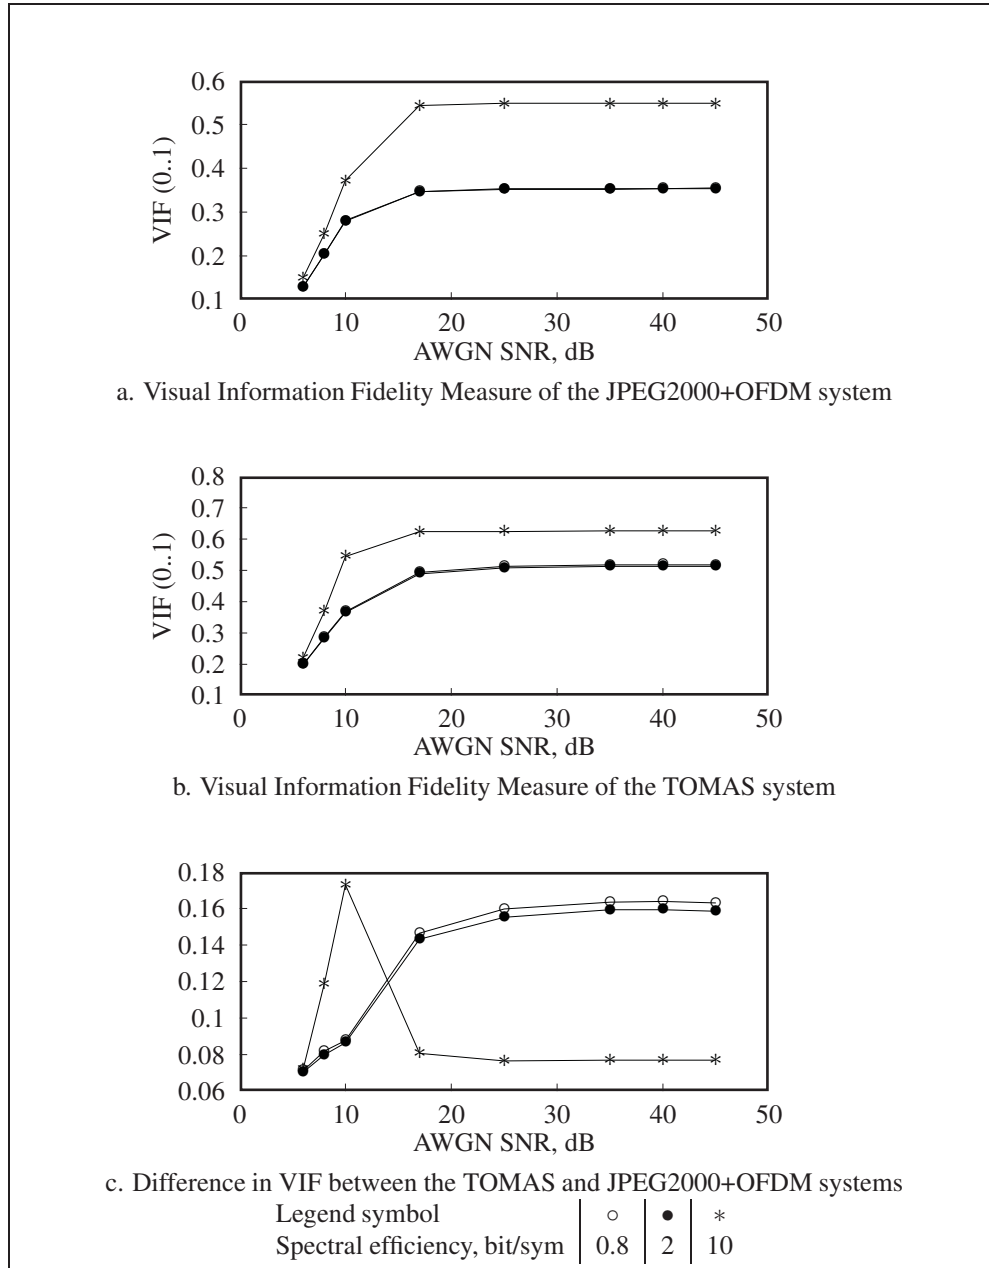 0.6
0.5
0.4
0.3
0.2
0.1
VIF (0..1)
0 10 20 30 40 50
AWGN SNR, dB
a. Visual Information Fidelity Measure of the JPEG2000+OFDM system
0.8
0.7
0.6
0.5
0.4
0.3
0.2
0.1
VIF (0..1)
0 10 20 30 40 50
AWGN SNR, dB
b. Visual Information Fidelity Measure of the TOMAS system
0.18
0.16
0.14
0.12
0.1
0.08
0.06
0 10 20 30 40 50
AWGN SNR, dB
c. Difference in VIF between the TOMAS and JPEG2000+OFDM systems
Legend symbol ○ ● *
Spectral efficiency, bit/sym 0.8 2 10